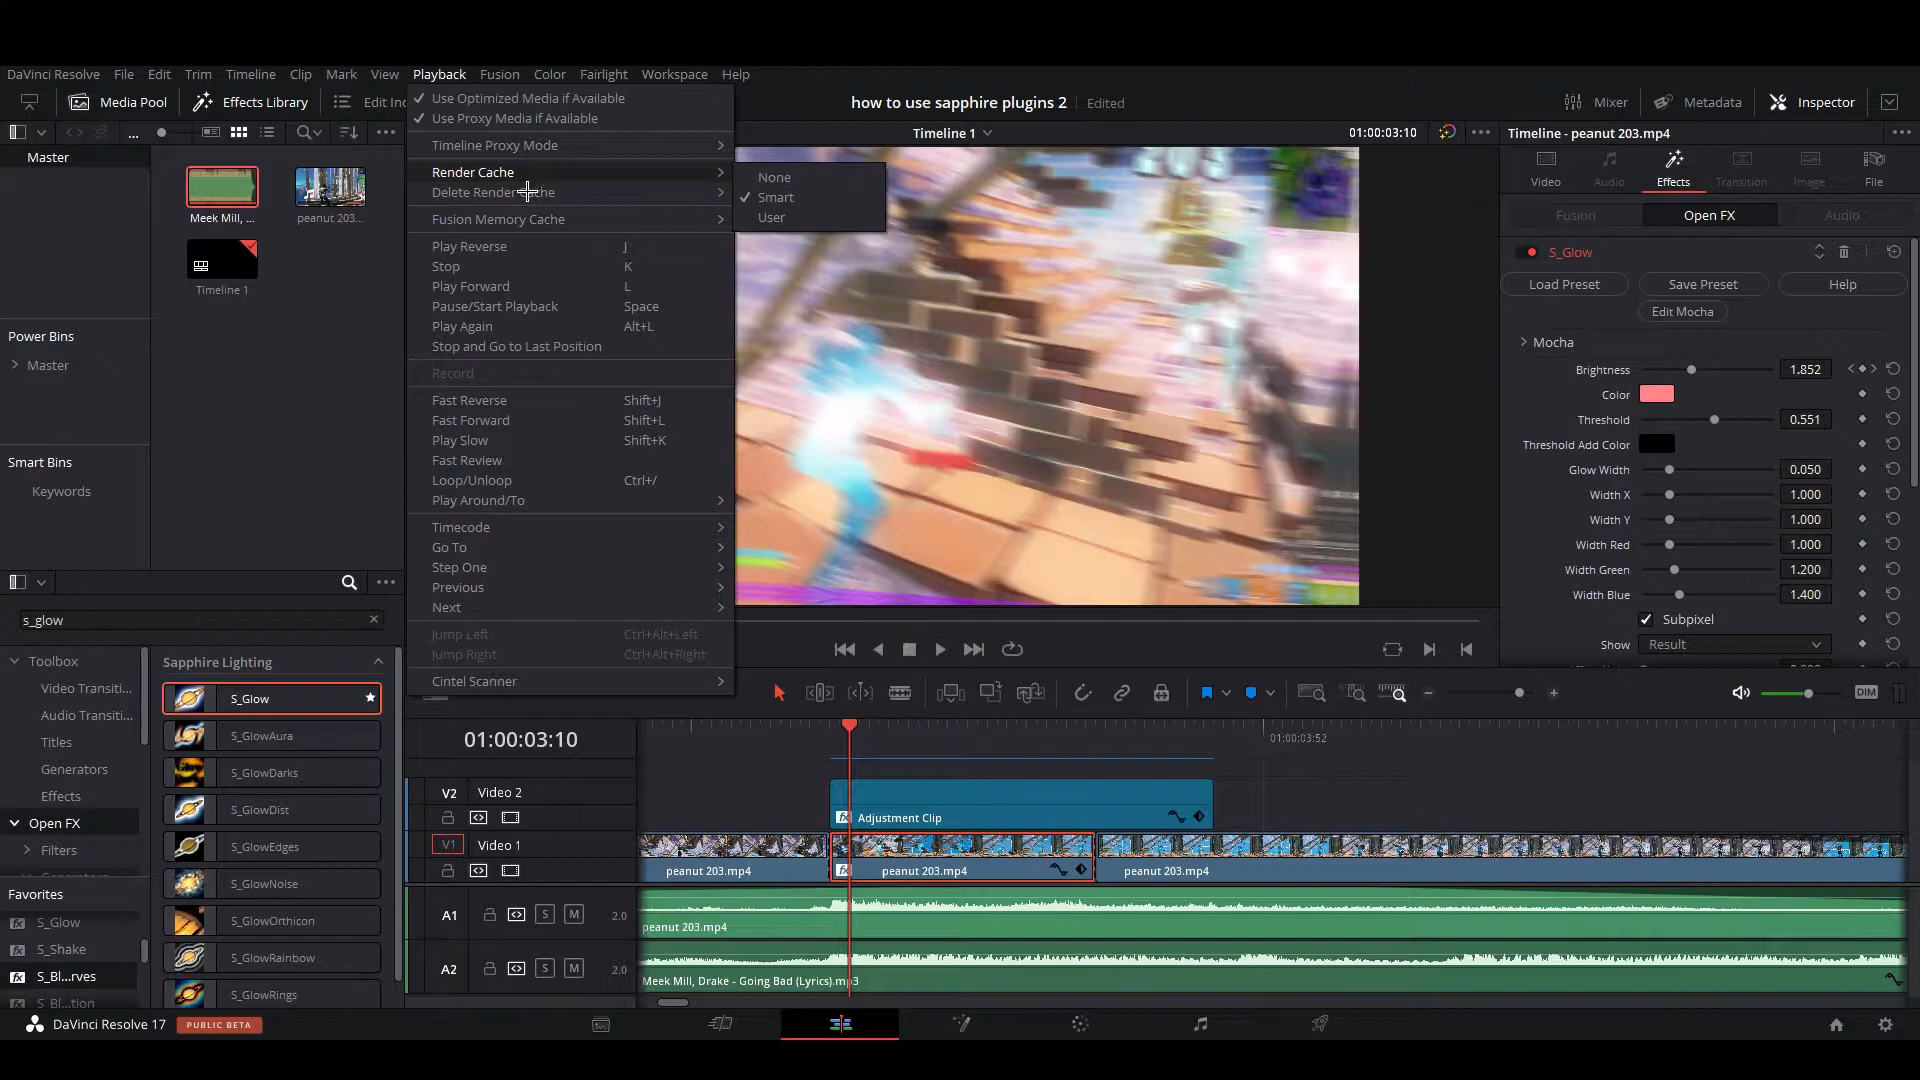 DaVinci Resolve File Edit Trim Timeline Clip Mark View Playback Fusion Color Fairlight Workspace Help
Media Pool Effects Library Edit In
how to use sapphire plugins 2 Edited
Mixer Metadata Inspector
Timeline 1 01:00:03:10
Timeline - peanut 203.mp4
Master
Meek Mill, ...
peanut 203...
Timeline 1
Power Bins
Master
Smart Bins
Keywords
Use Optimized Media if Available
Use Proxy Media if Available
Timeline Proxy Mode
Render Cache
Delete Render Cache
Fusion Memory Cache
Play Reverse J
Stop K
Play Forward L
Pause/Start Playback Space
Play Again Alt+L
Stop and Go to Last Position
Record
Fast Reverse Shift+J
Fast Forward Shift+L
Play Slow Shift+K
Fast Review
Loop/Unloop Ctrl+/
Play Around/To
Timecode
Go To
Step One
Previous
Next
Jump Left Ctrl+Alt+Left
Jump Right Ctrl+Alt+Right
Cintel Scanner
None
Smart
User
Video Audio Effects Transition Image File
Fusion Open FX Audio
S_Glow
Load Preset Save Preset Help
Edit Mocha
Mocha
Brightness 1.852
Color
Threshold 0.551
Threshold Add Color
Glow Width 0.050
Width X 1.000
Width Y 1.000
Width Red 1.000
Width Green 1.200
Width Blue 1.400
Subpixel
Show Result
s_glow
Toolbox
Video Transiti...
Audio Transiti...
Titles
Generators
Effects
Open FX
Filters
Favorites
S_Glow
S_Shake
S_Bl...rves
S_Bl...tion
Sapphire Lighting
S_Glow
S_GlowAura
S_GlowDarks
S_GlowDist
S_GlowEdges
S_GlowNoise
S_GlowOrthicon
S_GlowRainbow
S_GlowRings
DIM
01:00:03:10
01:00:03:52
V2 Video 2
Adjustment Clip
V1 Video 1
peanut 203.mp4 peanut 203.mp4 peanut 203.mp4
A1 S M 2.0
peanut 203.mp4
A2 S M 2.0
Meek Mill, Drake - Going Bad (Lyrics).mp3
DaVinci Resolve 17 PUBLIC BETA